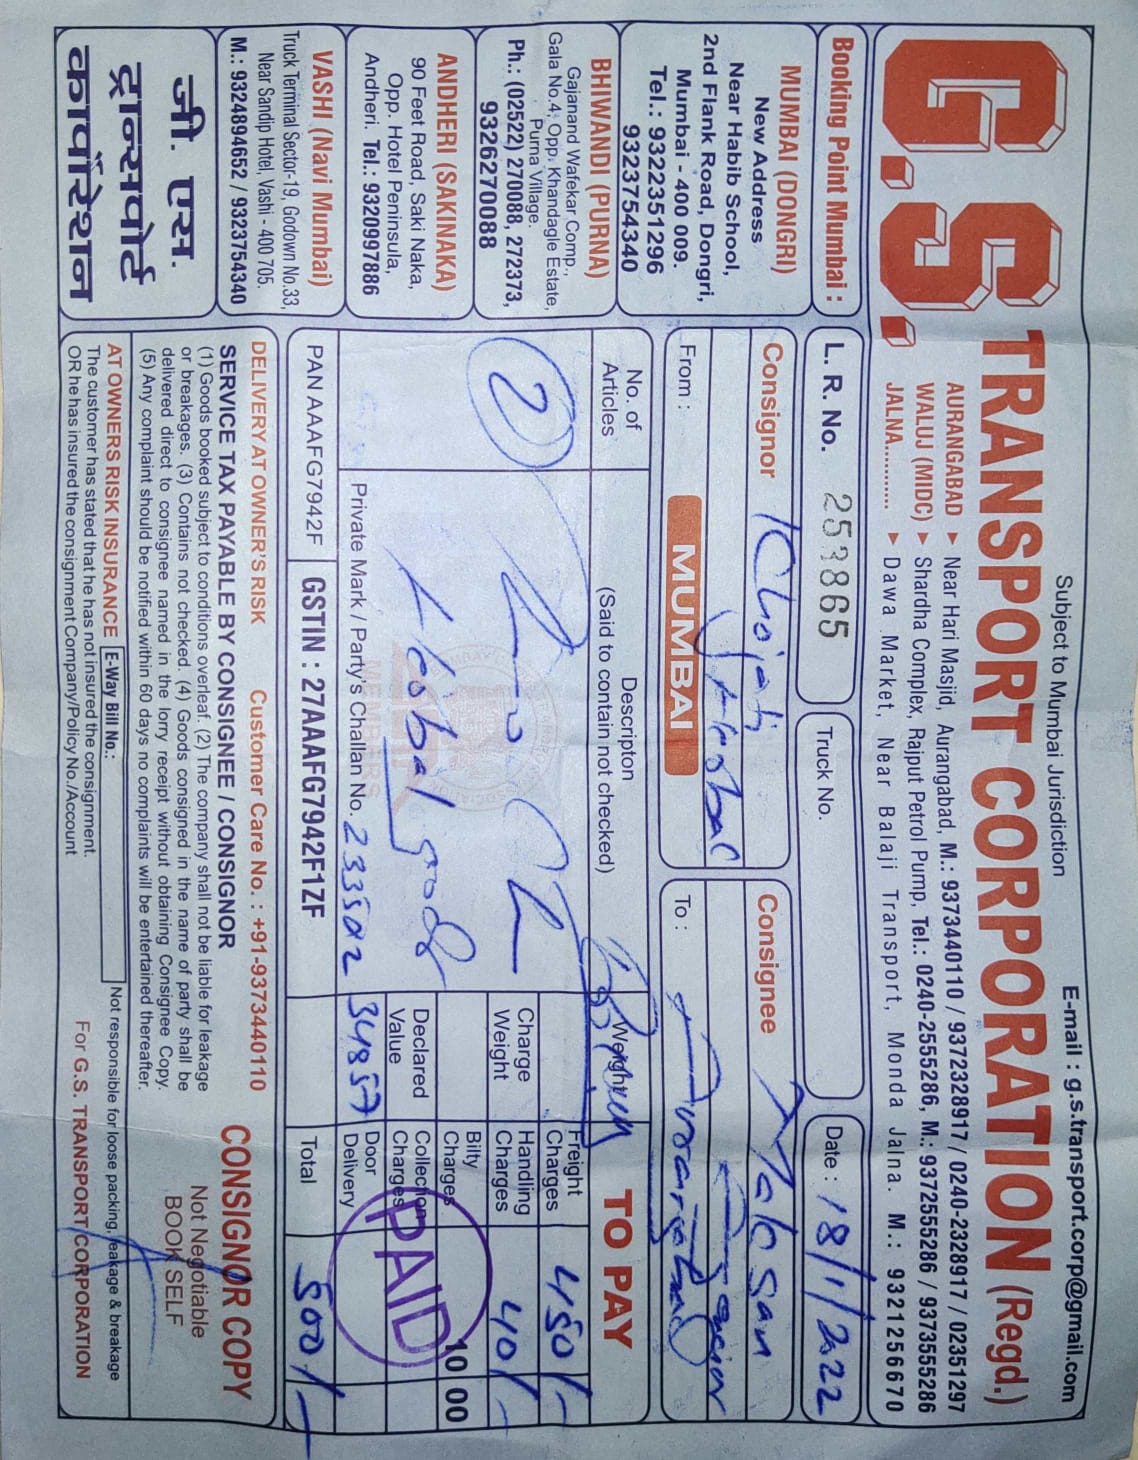 Subject to Mumbai Jurisdiction
E-mail : g.s.transport.corp@gmail.com
G.S. TRANSPORT CORPORATION (Regd.)
AURANGABAD ► Near Hari Masjid, Aurangabad, M.: 9373440110 / 9372328917 / 0240-2328917 / 02351297
WALUJ (MIDC) ► Shardha Complex, Rajput Petrol Pump, Tel.: 0240-2555286, M.: 9372555286 / 9373555286
JALNA............ ► Dawa Market, Near Balaji Transport, Monda Jalna. M.: 9321256670
Booking Point Mumbai :
MUMBAI (DONGRI)
New Address
Near Habib School,
2nd Flank Road, Dongri,
Mumbai - 400 009.
Tel.: 9322351296
9323754340
BHIWANDI (PURNA)
Gajanand Wafekar Comp.,
Gala No.4, Opp. Khandagle Estate,
Purna Village.
Ph.: (02522) 270088, 272373,
9326270088
ANDHERI (SAKINAKA)
90 Feet Road, Saki Naka,
Opp. Hotel Peninsula,
Andheri. Tel.: 9320997886
VASHI (Navi Mumbai)
Truck Terminal Sector-19, Godown No.33,
Near Sandip Hotel, Vashi - 400 705.
M.: 9324894652 / 9323754340
जी. एस.
ट्रान्सपोर्ट
कार्पोरेशन
L. R. No. 253865
Truck No.
Date : 18/1/2022
Consignor
Consignee
From : MUMBAI
To :
No. of Articles
Descripton
(Said to contain not checked)
Weight
TO PAY
2
Freight Charges 450/-
Charge Weight
Handling Charges 40/-
Bilty Charges 10 00
Declared Value
Collection Charges
Door Delivery
PAID
Private Mark / Party's Challan No.
PAN AAAFG7942F
GSTIN : 27AAAFG7942F1ZF
Total 500/-
DELIVERY AT OWNER'S RISK Customer Care No. : +91-9373440110
SERVICE TAX PAYABLE BY CONSIGNEE / CONSIGNOR
(1) Goods booked subject to conditions overleaf. (2) The company shall not be liable for leakage
or breakages. (3) Contains not checked. (4) Goods consigned in the name of party shall be
delivered direct to consignee named in the lorry receipt without obtaining Consignee Copy.
(5) Any complaint should be notified within 60 days no complaints will be entertained thereafter.
CONSIGNOR COPY
Not Negotiable
BOOK SELF
AT OWNERS RISK INSURANCE E-Way Bill No.:
Not responsible for loose packing, leakage & breakage
The customer has stated that he has not insured the consignment.
OR he has insured the consignment Company/Policy No./Account
For G.S. TRANSPORT CORPORATION